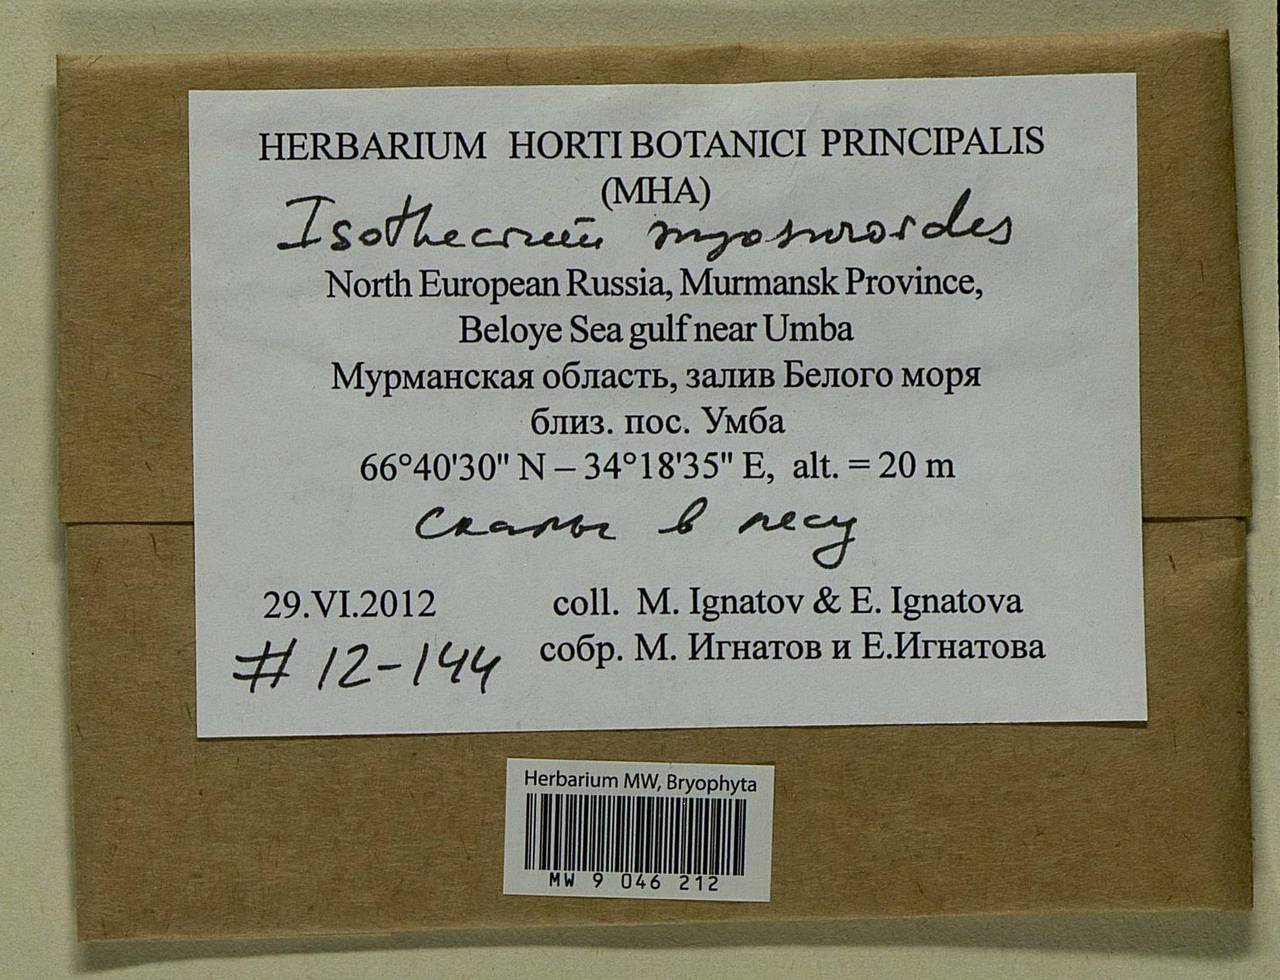 HERBARIUM HORTI BOTANICI PRINCIPALIS
(MHA)
Isothecium myosuroides
North European Russia, Murmansk Province,
Beloye Sea gulf near Umba
Мурманская область, залив Белого моря
близ. пос. Умба
66°40'30" N – 34°18'35" E, alt. = 20 m
скалы в лесу
29.VI.2012 coll. M. Ignatov & E. Ignatova
# 12-144 собр. М. Игнатов и Е.Игнатова
Herbarium MW, Bryophyta
MW 9 046 212